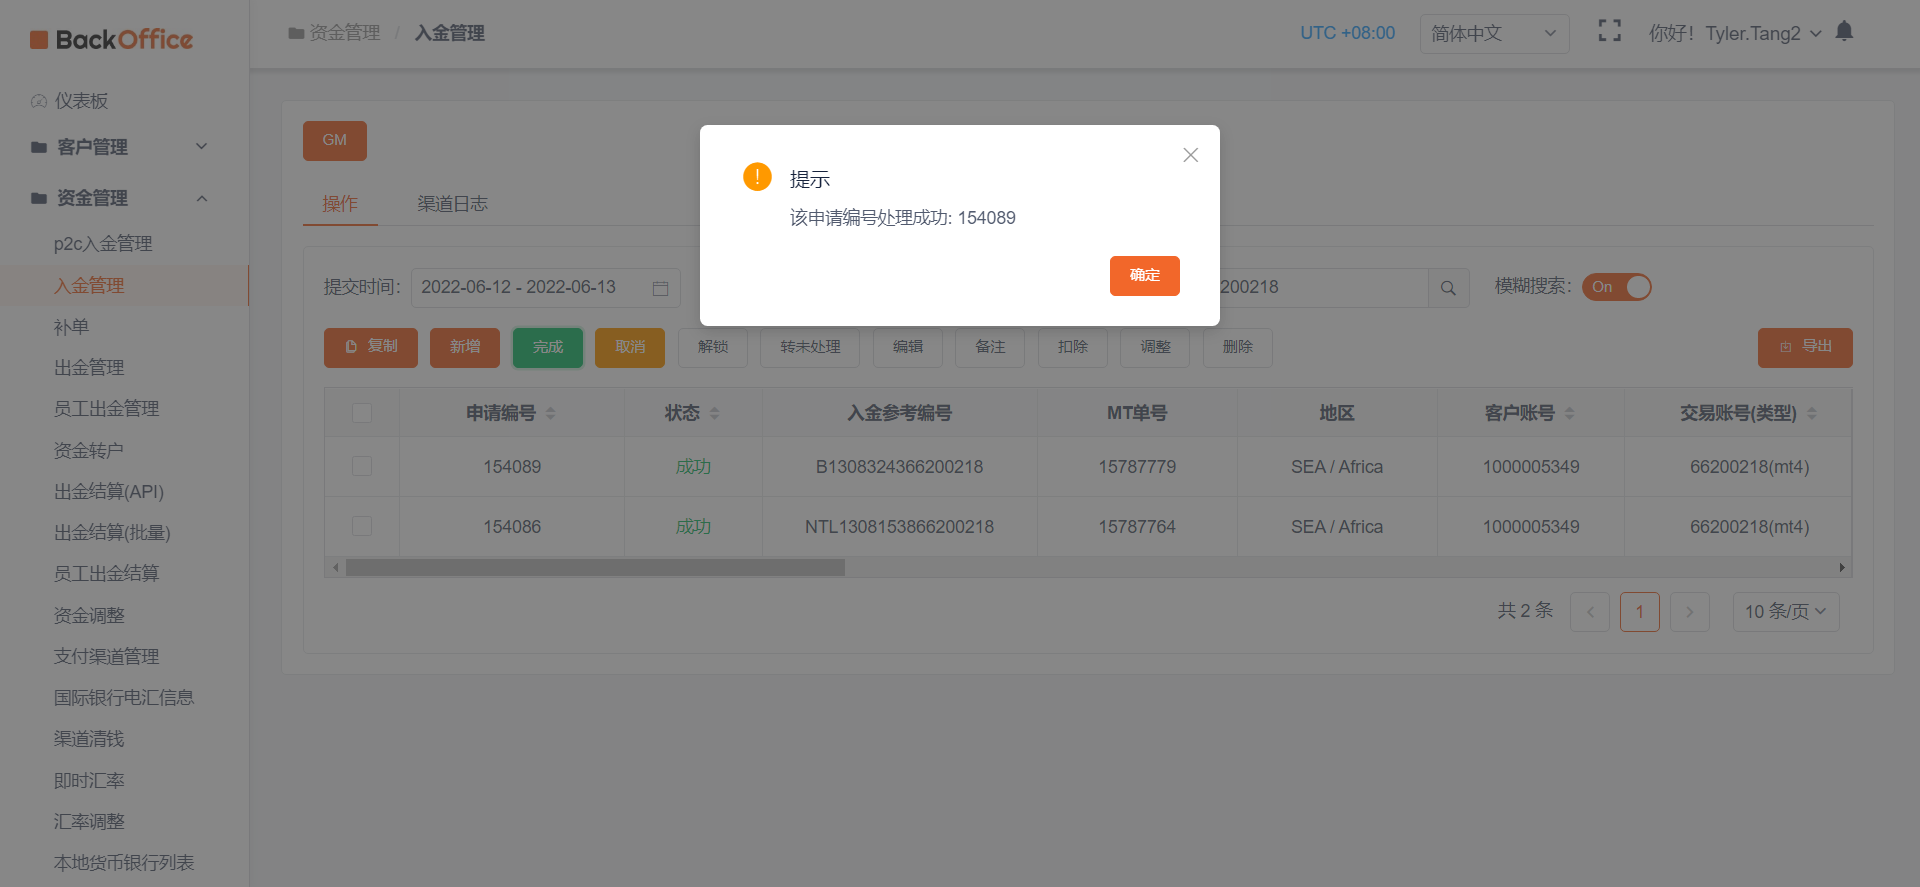 BackOffice
资金管理 / 入金管理
UTC +08:00
简体中文
你好! Tyler.Tang2
仪表板
客户管理
资金管理
p2c入金管理
入金管理
补单
出金管理
员工出金管理
资金转户
出金结算(API)
出金结算(批量)
员工出金结算
资金调整
支付渠道管理
国际银行电汇信息
渠道清钱
即时汇率
汇率调整
本地货币银行列表
GM
操作 渠道日志
提示
该申请编号处理成功: 154089
确定
提交时间: 2022-06-12 - 2022-06-13 200218 模糊搜索: On
复制 新增 完成 取消 解锁 转未处理 编辑 备注 扣除 调整 删除 导出
申请编号 状态 入金参考编号 MT单号 地区 客户账号 交易账号(类型)
154089 成功 B1308324366200218 15787779 SEA / Africa 1000005349 66200218(mt4)
154086 成功 NTL1308153866200218 15787764 SEA / Africa 1000005349 66200218(mt4)
共 2 条 1 10 条/页